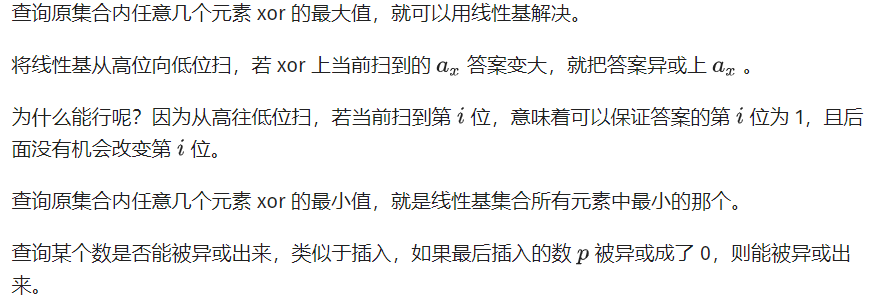 查询原集合内任意几个元素 xor 的最大值，就可以用线性基解决。
将线性基从高位向低位扫，若 xor 上当前扫到的 aₓ 答案变大，就把答案异或上 aₓ 。
为什么能行呢？因为从高往低位扫，若当前扫到第 i 位，意味着可以保证答案的第 i 位为 1，且后
面没有机会改变第 i 位。
查询原集合内任意几个元素 xor 的最小值，就是线性基集合所有元素中最小的那个。
查询某个数是否能被异或出来，类似于插入，如果最后插入的数 p 被异或成了 0，则能被异或出
来。